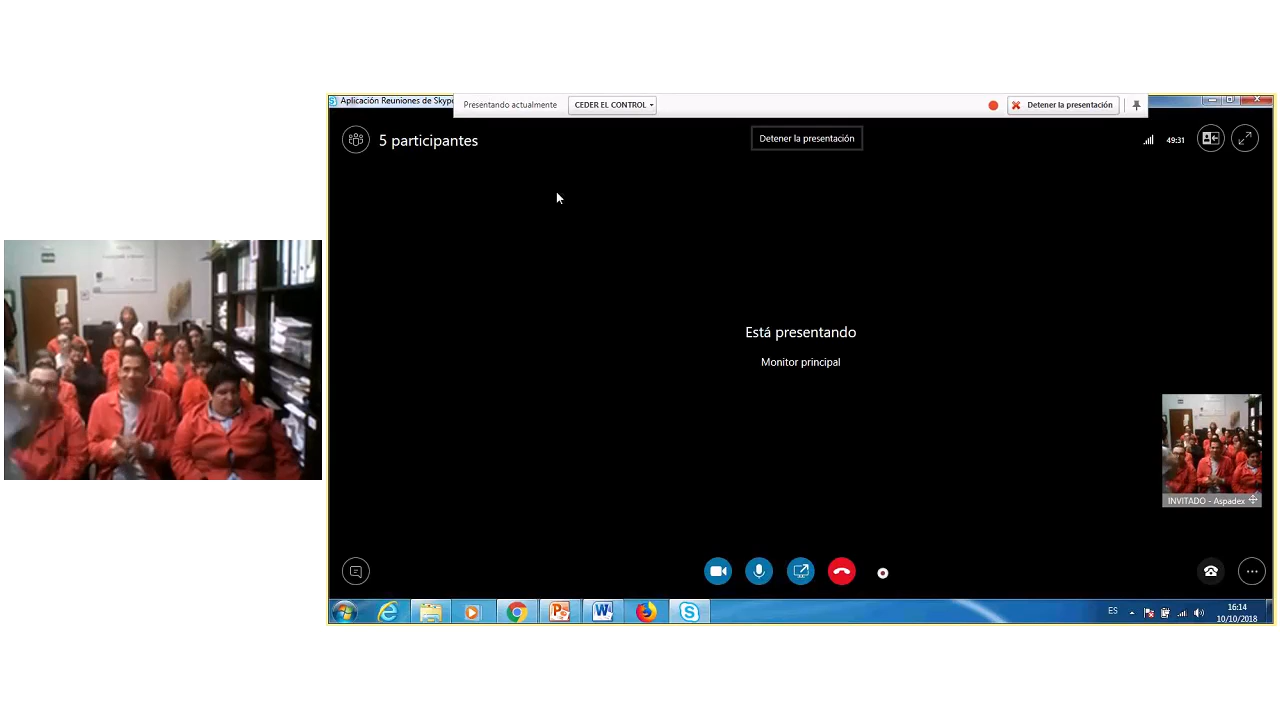 Aplicación Reuniones de Skype
Presentando actualmente
CEDER EL CONTROL
Detener la presentación
5 participantes
Detener la presentación
49:31
Está presentando
Monitor principal
INVITADO - Aspadex
ES
16:14
10/10/2018